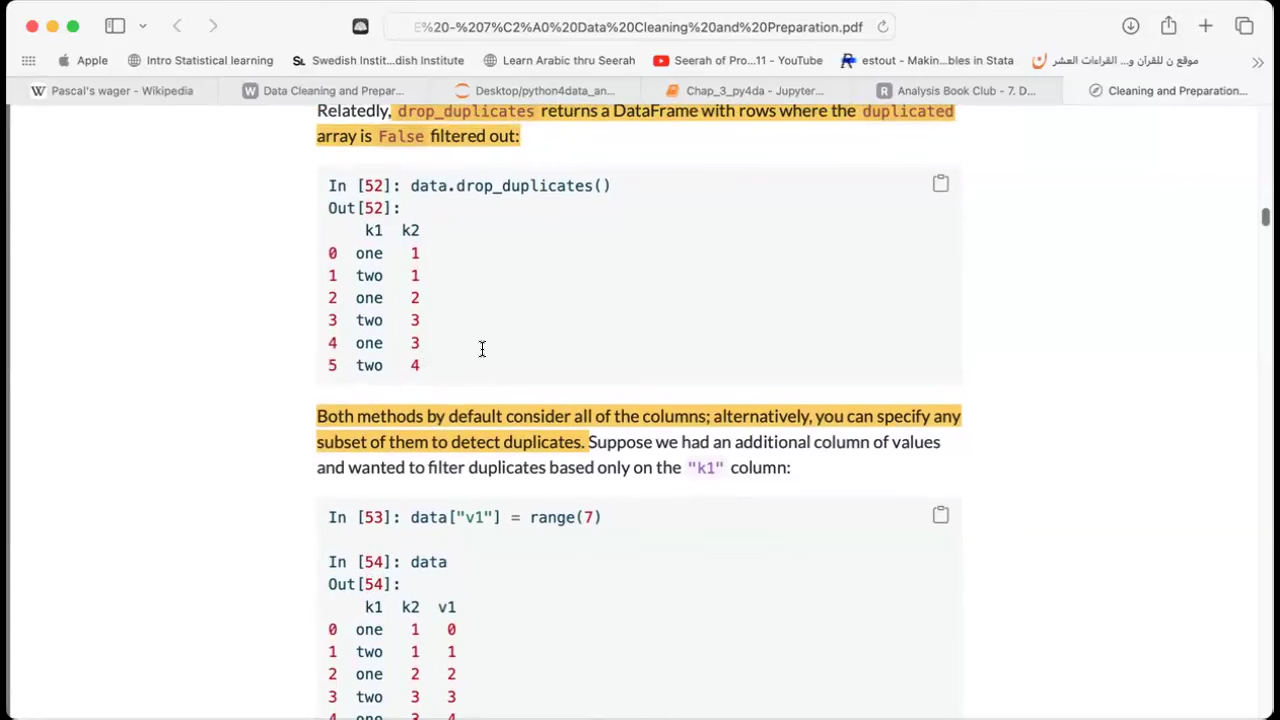 E%20-%207%C2%A0%20Data%20Cleaning%20and%20Preparation.pdf
Apple
Intro Statistical learning
Swedish Instit...dish Institute
Learn Arabic thru Seerah
Seerah of Pro...11 - YouTube
estout - Makin...bles in Stata
موقع ن للقرآن و... القراءات العشر
Pascal's wager - Wikipedia
Data Cleaning and Prepar...
Desktop/python4data_an...
Chap_3_py4da - Jupyter...
Analysis Book Club - 7. D...
Cleaning and Preparation...
Relatedly, drop_duplicates returns a DataFrame with rows where the duplicated
array is False filtered out:
In [52]: data.drop_duplicates()
Out[52]:
k1 k2
0 one 1
1 two 1
2 one 2
3 two 3
4 one 3
5 two 4
Both methods by default consider all of the columns; alternatively, you can specify any
subset of them to detect duplicates. Suppose we had an additional column of values
and wanted to filter duplicates based only on the "k1" column:
In [53]: data["v1"] = range(7)
In [54]: data
Out[54]:
k1 k2 v1
0 one 1 0
1 two 1 1
2 one 2 2
3 two 3 3
4 one 3 4